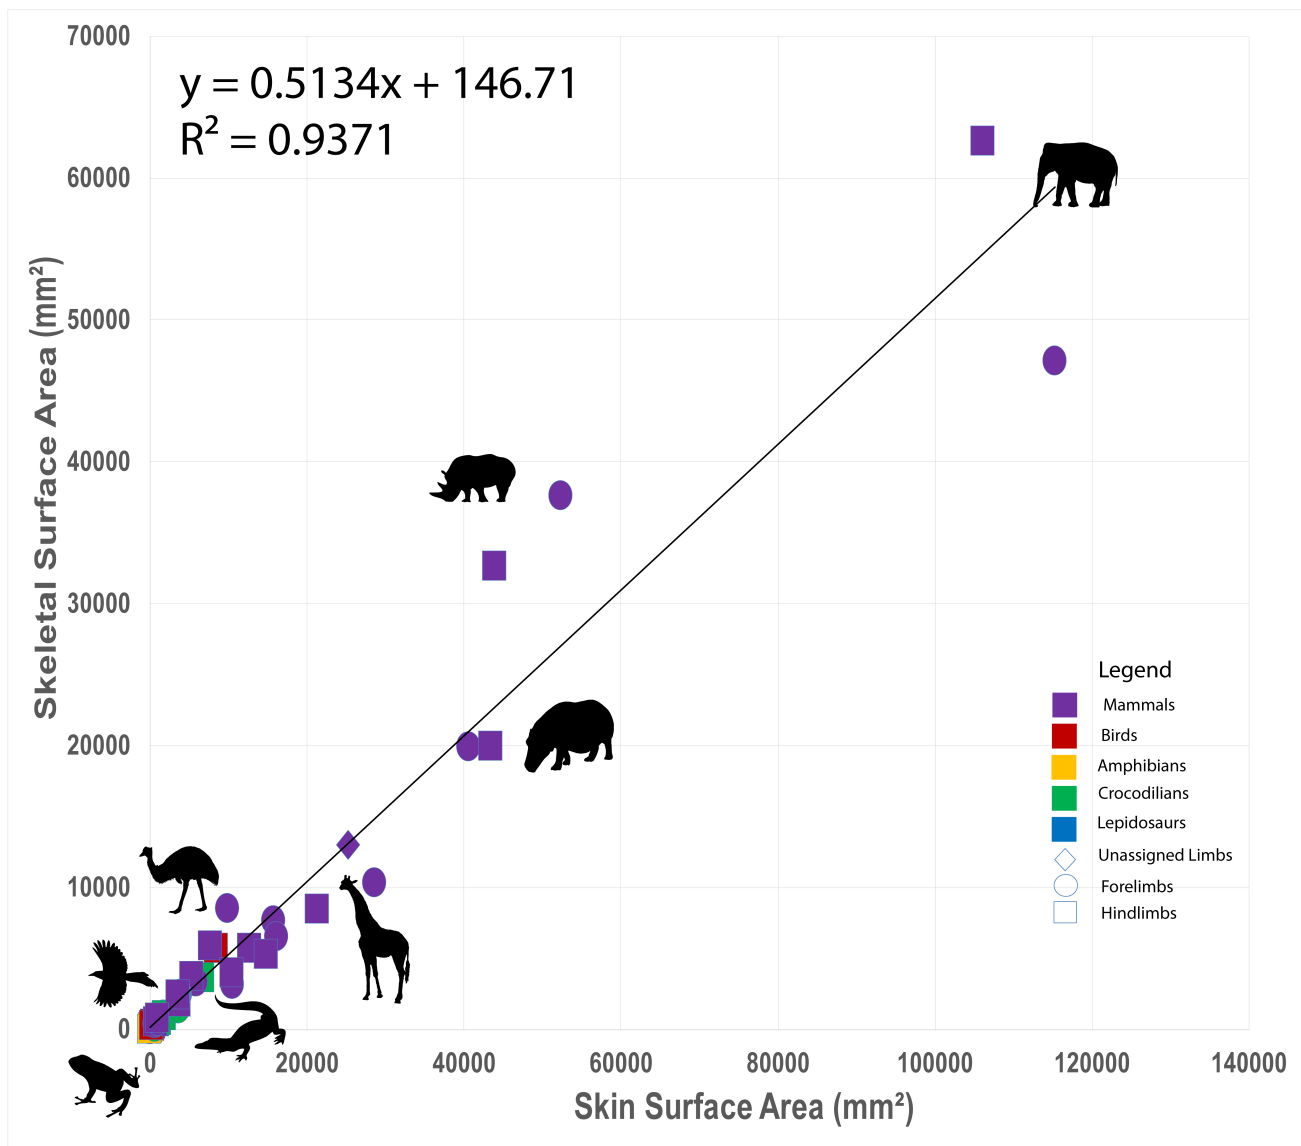 y = 0.5134x + 146.71
R² = 0.9371
70000
60000
50000
40000
30000
20000
10000
0
Skeletal Surface Area (mm²)
Legend
Mammals
Birds
Amphibians
Crocodilians
Lepidosaurs
Unassigned Limbs
Forelimbs
Hindlimbs
0 20000 40000 60000 80000 100000 120000 140000
Skin Surface Area (mm²)